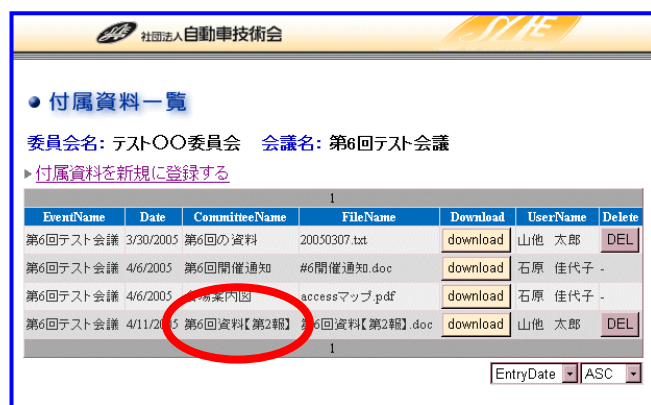 社団法人自動車技術会
付属資料一覧
委員会名: テスト〇〇委員会 会議名: 第6回テスト会議
付属資料を新規に登録する
1
EventName Date CommitteeName FileName Download UserName Delete
第6回テスト会議 3/30/2005 第6回の資料 20050307.txt download 山他 太郎 DEL
第6回テスト会議 4/6/2005 第6回開催通知 #6開催通知.doc download 石原 佳代子 -
第6回テスト会議 4/6/2005 会場案内図 accessマップ.pdf download 石原 佳代子 -
第6回テスト会議 4/11/2005 第6回資料【第2報】 第6回資料【第2報】.doc download 山他 太郎 DEL
1
EntryDate ASC